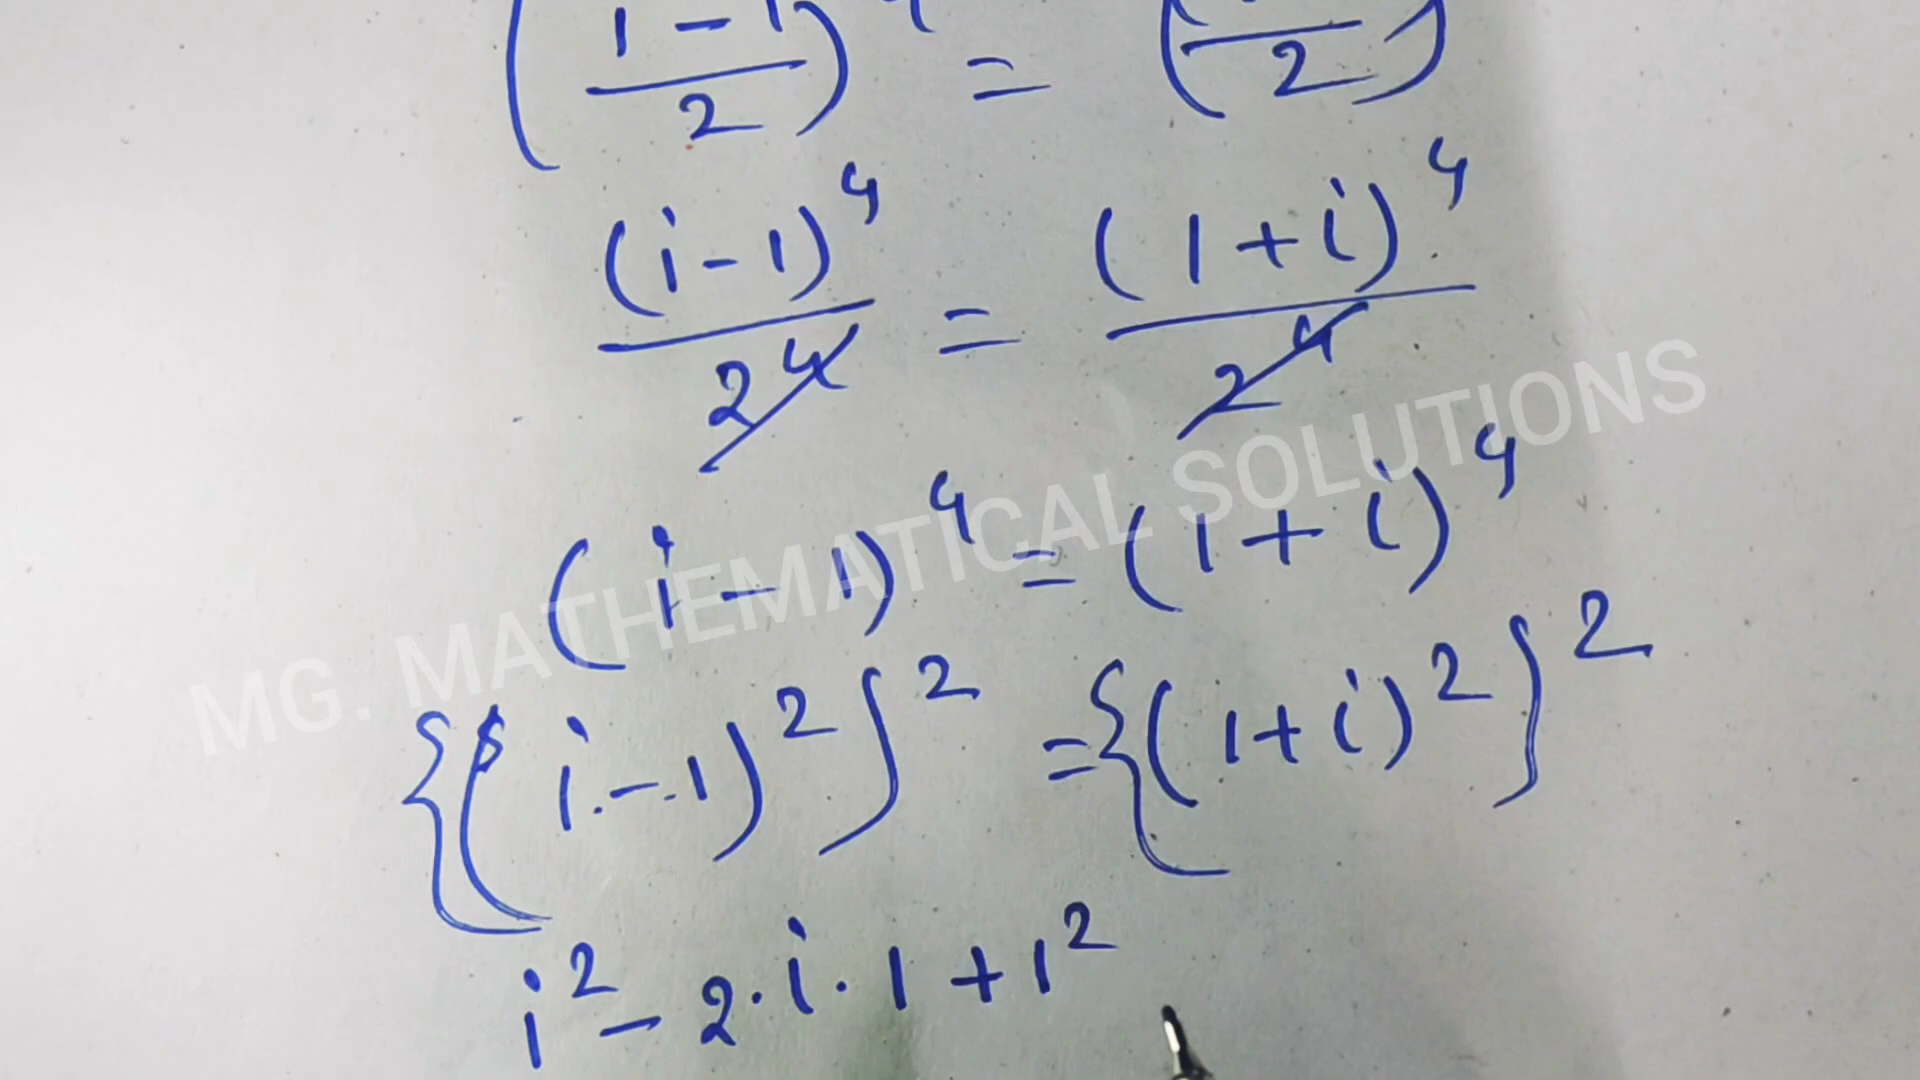 (i-1/2)^4 = (/2)
(i-1)^4/2^4 = (1+i)^4/2^4
(i-1)^4 = (1+i)^4
{(i-1)^2}^2 = {(1+i)^2}^2
i^2-2·i·1+1^2
MG. MATHEMATICAL SOLUTIONS